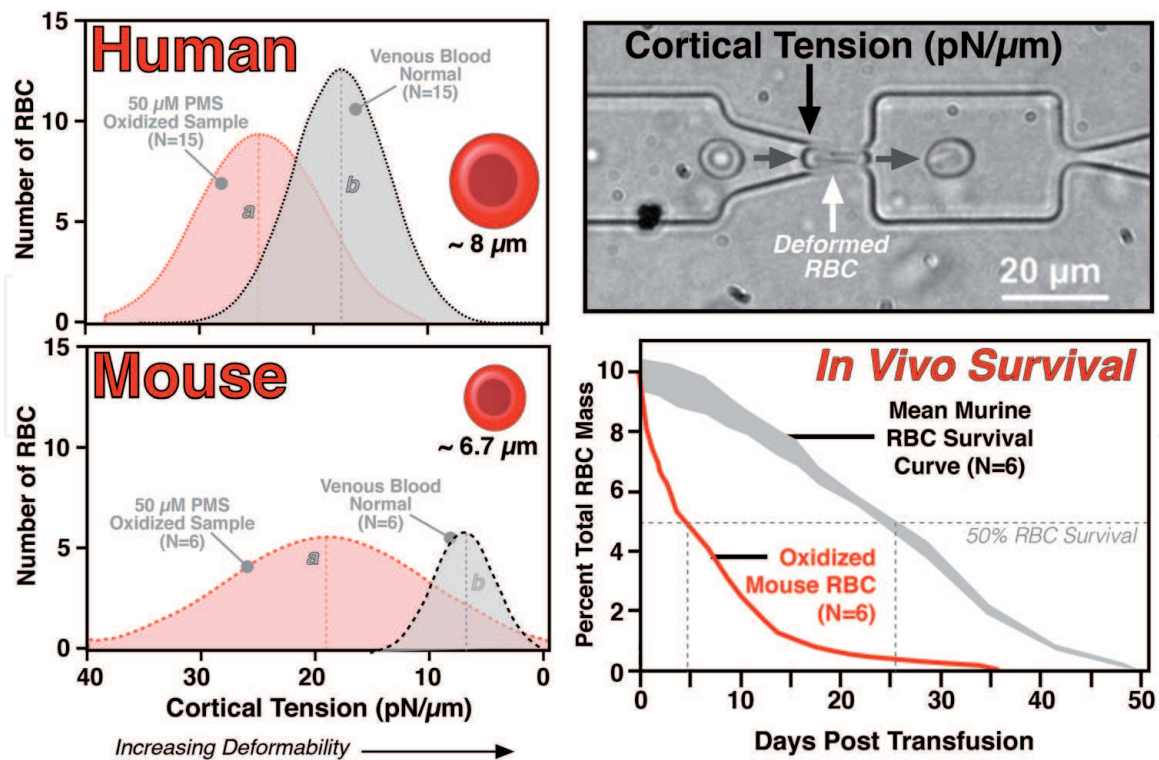 15
10
5
0
Number of RBC
Human
50 µM PMS
Oxidized Sample
(N=15)
Venous Blood
Normal
(N=15)
a
b
~ 8 µm
30
20
10
0
15
10
5
0
Number of RBC
Mouse
50 µM PMS
Oxidized Sample
(N=6)
Venous Blood
Normal
(N=6)
a
b
~ 6.7 µm
40
30
20
10
0
Cortical Tension (pN/µm)
Increasing Deformability
Cortical Tension (pN/µm)
Deformed
RBC
20 µm
In Vivo Survival
10
8
6
4
2
0
Percent Total RBC Mass
Mean Murine
RBC Survival
Curve (N=6)
50% RBC Survival
Oxidized
Mouse RBC
(N=6)
0
10
20
30
40
50
Days Post Transfusion